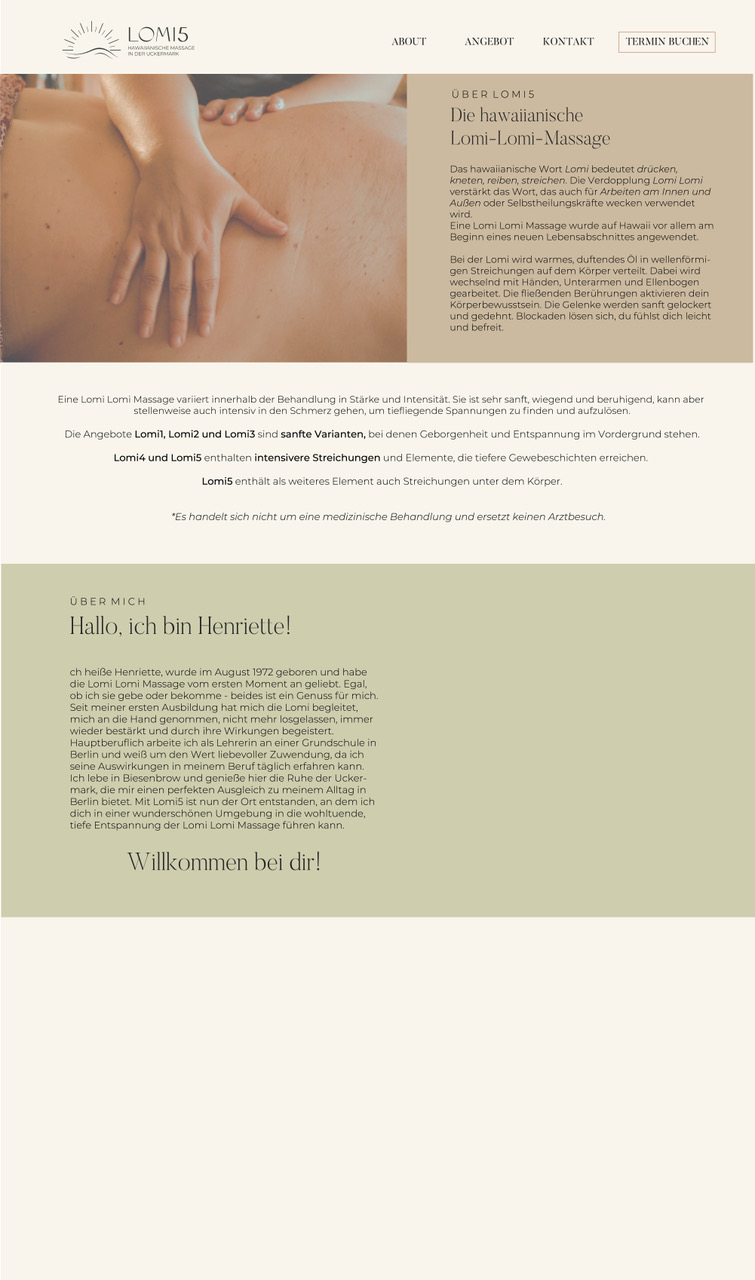 LOMI5
HAWAIIANISCHE MASSAGE
IN DER UCKERMARK
ABOUT
ANGEBOT
KONTAKT
TERMIN BUCHEN
ÜBER LOMI5
Die hawaiianische
Lomi-Lomi-Massage
Das hawaiianische Wort Lomi bedeutet drücken,
kneten, reiben, streichen. Die Verdopplung Lomi Lomi
verstärkt das Wort, das auch für Arbeiten am Innen und
Außen oder Selbstheilungskräfte wecken verwendet
wird.
Eine Lomi Lomi Massage wurde auf Hawaii vor allem am
Beginn eines neuen Lebensabschnittes angewendet.
Bei der Lomi wird warmes, duftendes Öl in wellenförmi-
gen Streichungen auf dem Körper verteilt. Dabei wird
wechselnd mit Händen, Unterarmen und Ellenbogen
gearbeitet. Die fließenden Berührungen aktivieren dein
Körperbewusstsein. Die Gelenke werden sanft gelockert
und gedehnt. Blockaden lösen sich, du fühlst dich leicht
und befreit.
Eine Lomi Lomi Massage variiert innerhalb der Behandlung in Stärke und Intensität. Sie ist sehr sanft, wiegend und beruhigend, kann aber
stellenweise auch intensiv in den Schmerz gehen, um tiefliegende Spannungen zu finden und aufzulösen.
Die Angebote Lomi1, Lomi2 und Lomi3 sind sanfte Varianten, bei denen Geborgenheit und Entspannung im Vordergrund stehen.
Lomi4 und Lomi5 enthalten intensivere Streichungen und Elemente, die tiefere Gewebeschichten erreichen.
Lomi5 enthält als weiteres Element auch Streichungen unter dem Körper.
*Es handelt sich nicht um eine medizinische Behandlung und ersetzt keinen Arztbesuch.
ÜBER MICH
Hallo, ich bin Henriette!
ch heiße Henriette, wurde im August 1972 geboren und habe
die Lomi Lomi Massage vom ersten Moment an geliebt. Egal,
ob ich sie gebe oder bekomme - beides ist ein Genuss für mich.
Seit meiner ersten Ausbildung hat mich die Lomi begleitet,
mich an die Hand genommen, nicht mehr losgelassen, immer
wieder bestärkt und durch ihre Wirkungen begeistert.
Hauptberuflich arbeite ich als Lehrerin an einer Grundschule in
Berlin und weiß um den Wert liebevoller Zuwendung, da ich
seine Auswirkungen in meinem Beruf täglich erfahren kann.
Ich lebe in Biesenbrow und genieße hier die Ruhe der Ucker-
mark, die mir einen perfekten Ausgleich zu meinem Alltag in
Berlin bietet. Mit Lomi5 ist nun der Ort entstanden, an dem ich
dich in einer wunderschönen Umgebung in die wohltuende,
tiefe Entspannung der Lomi Lomi Massage führen kann.
Willkommen bei dir!